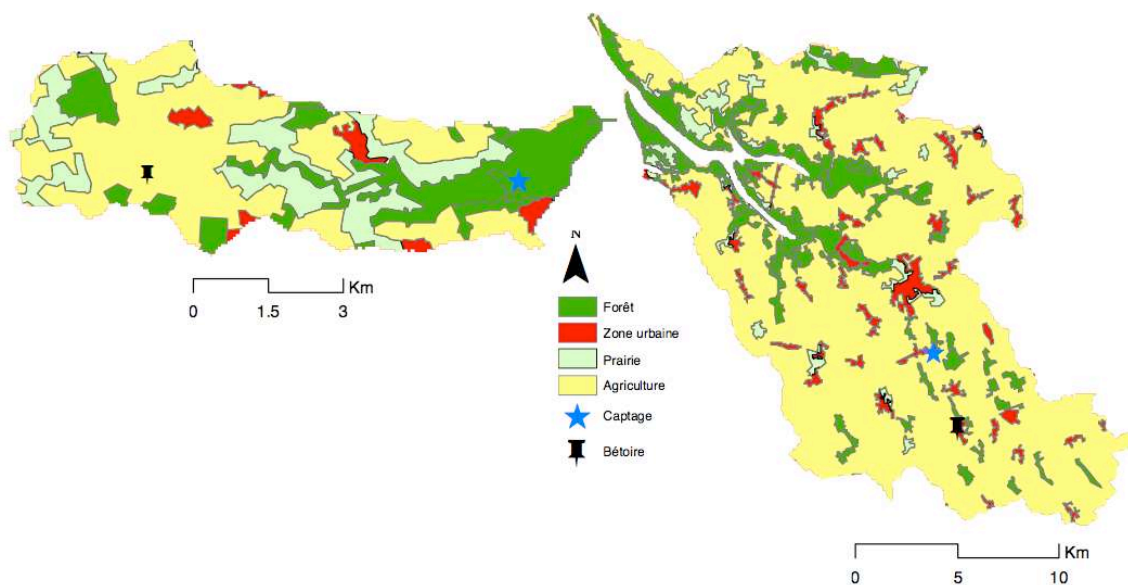 Km
0 1.5 3
N
Forêt
Zone urbaine
Prairie
Agriculture
Captage
Bétoire
Km
0 5 10